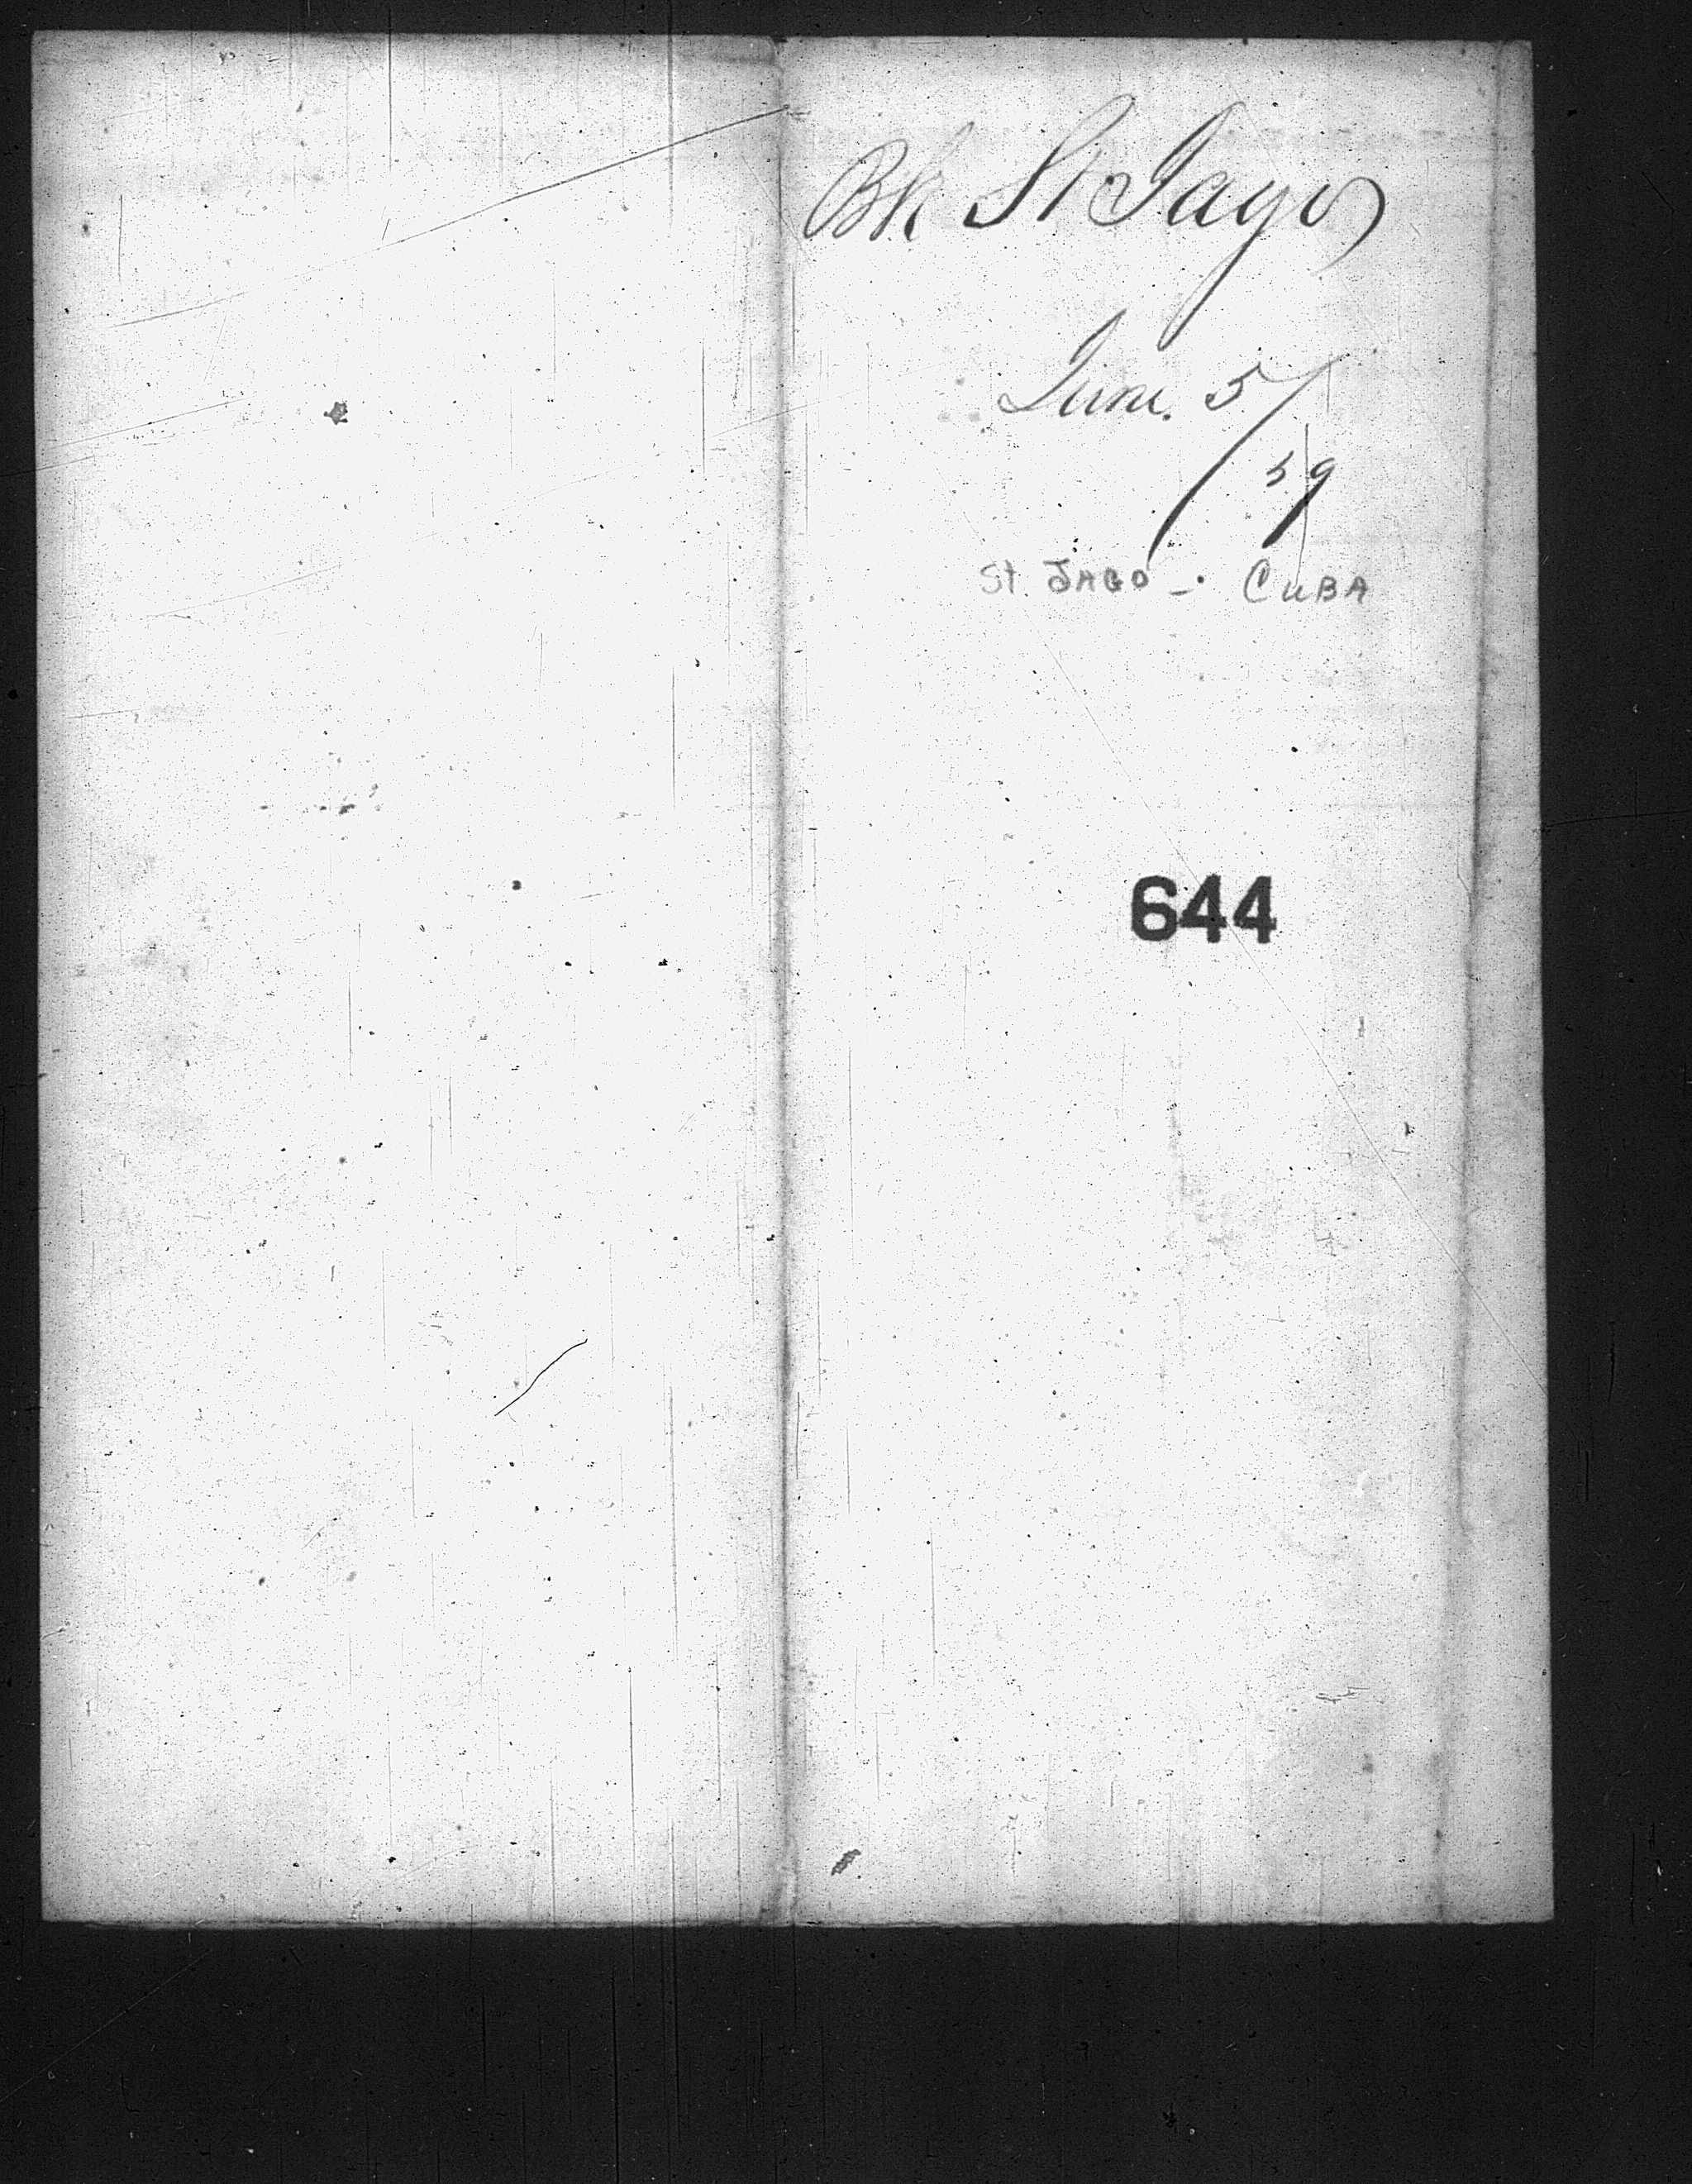 Bk St Jago
June. 5/
59
St. JAGO - CUBA
644